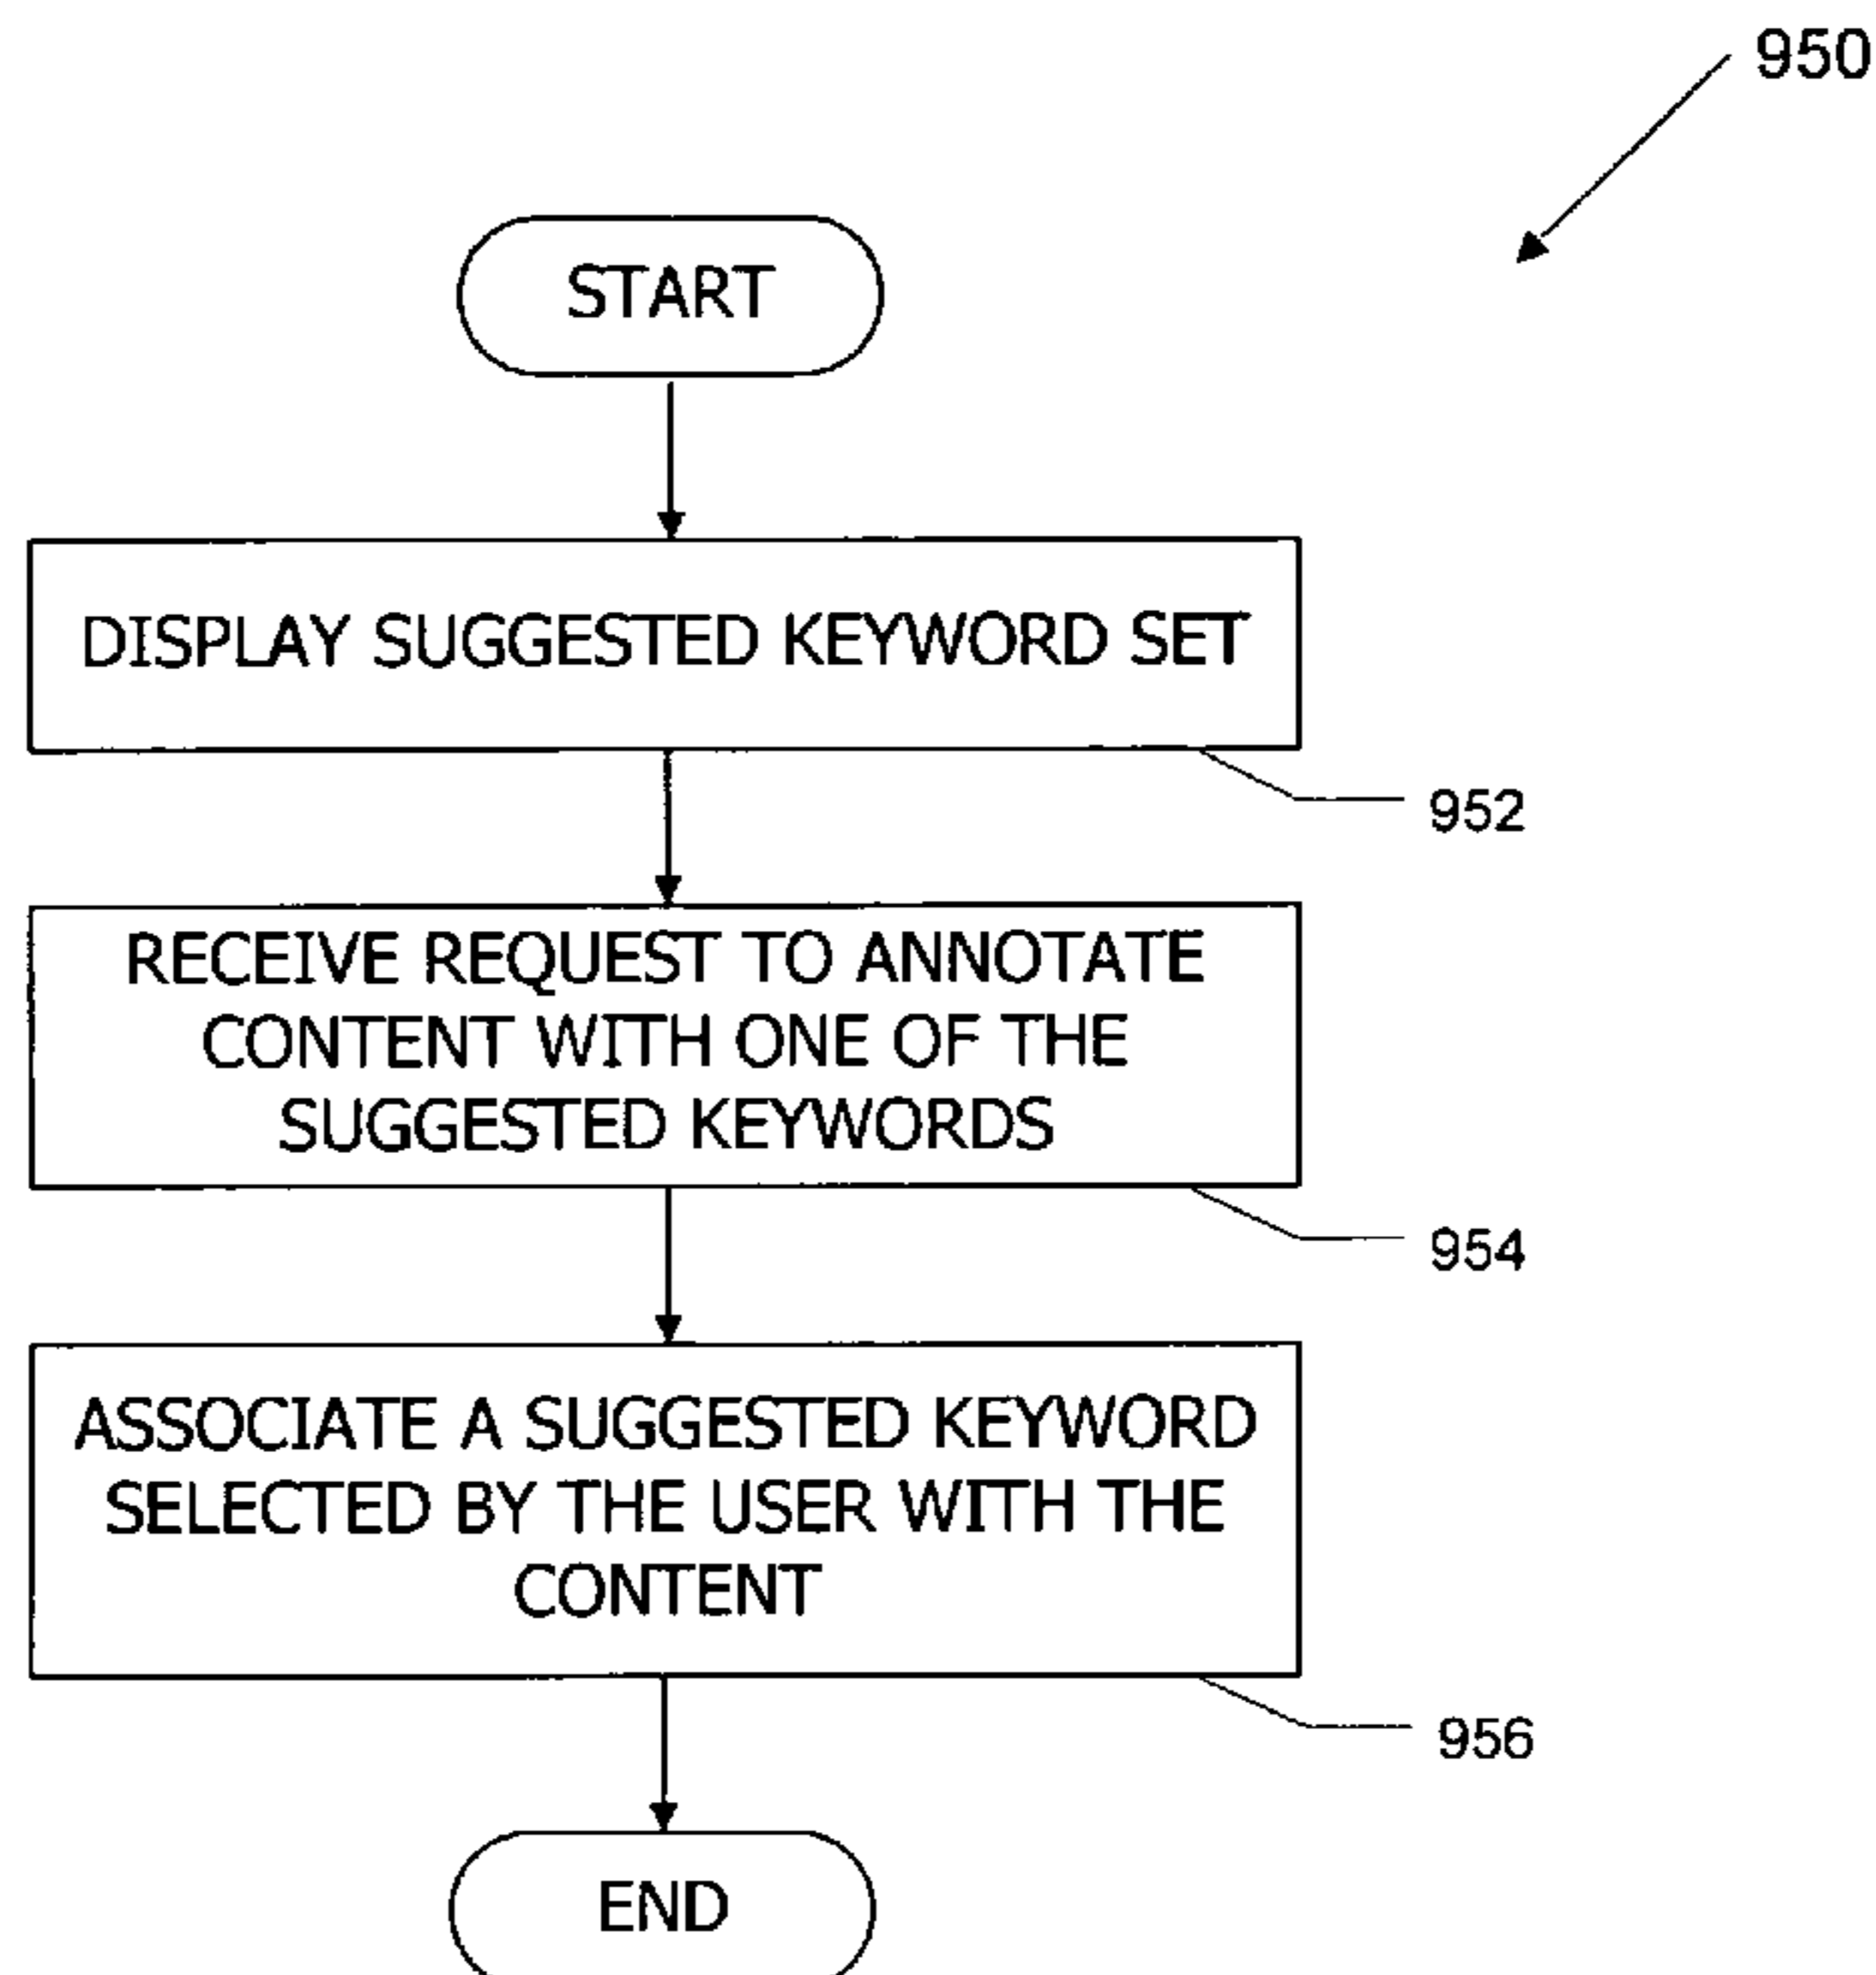 950
START
DISPLAY SUGGESTED KEYWORD SET
952
RECEIVE REQUEST TO ANNOTATE
CONTENT WITH ONE OF THE
SUGGESTED KEYWORDS
954
ASSOCIATE A SUGGESTED KEYWORD
SELECTED BY THE USER WITH THE
CONTENT
956
END